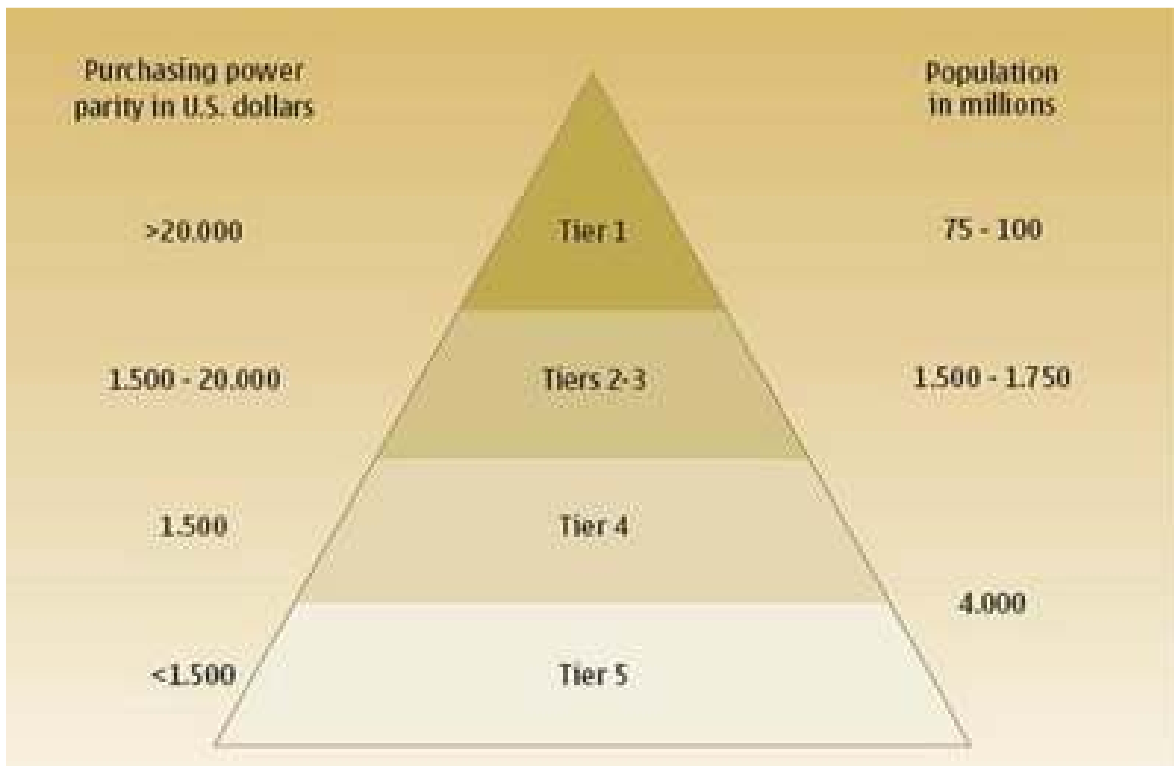 Purchasing power
parity in U.S. dollars
Population
in millions
>20.000
Tier 1
75 - 100
1.500 - 20.000
Tiers 2-3
1.500 - 1.750
1.500
Tier 4
4.000
<1.500
Tier 5